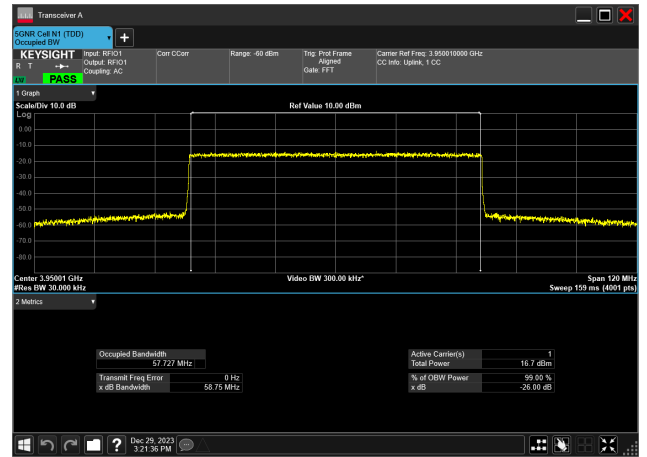 Transceiver A
5GNR Cell N1 (TDD)
Occupied BW
KEYSIGHT
R T
LXI
PASS
Input: RFIO1
Output: RFIO1
Coupling: AC
Corr CCorr
Range: -60 dBm
Trig: Prot Frame
Aligned
Gate: FFT
Carrier Ref Freq: 3.950010000 GHz
CC Info: Uplink, 1 CC
1 Graph
Scale/Div 10.0 dB
Ref Value 10.00 dBm
Log
0.00
-10.0
-20.0
-30.0
-40.0
-50.0
-60.0
-70.0
-80.0
Center 3.95001 GHz
Video BW 300.00 kHz*
Span 120 MHz
#Res BW 30.000 kHz
Sweep 159 ms (4001 pts)
2 Metrics
Occupied Bandwidth
57.727 MHz
Transmit Freq Error 0 Hz
x dB Bandwidth 58.75 MHz
Active Carrier(s) 1
Total Power 16.7 dBm
% of OBW Power 99.00 %
x dB -26.00 dB
Dec 29, 2023
3:21:36 PM